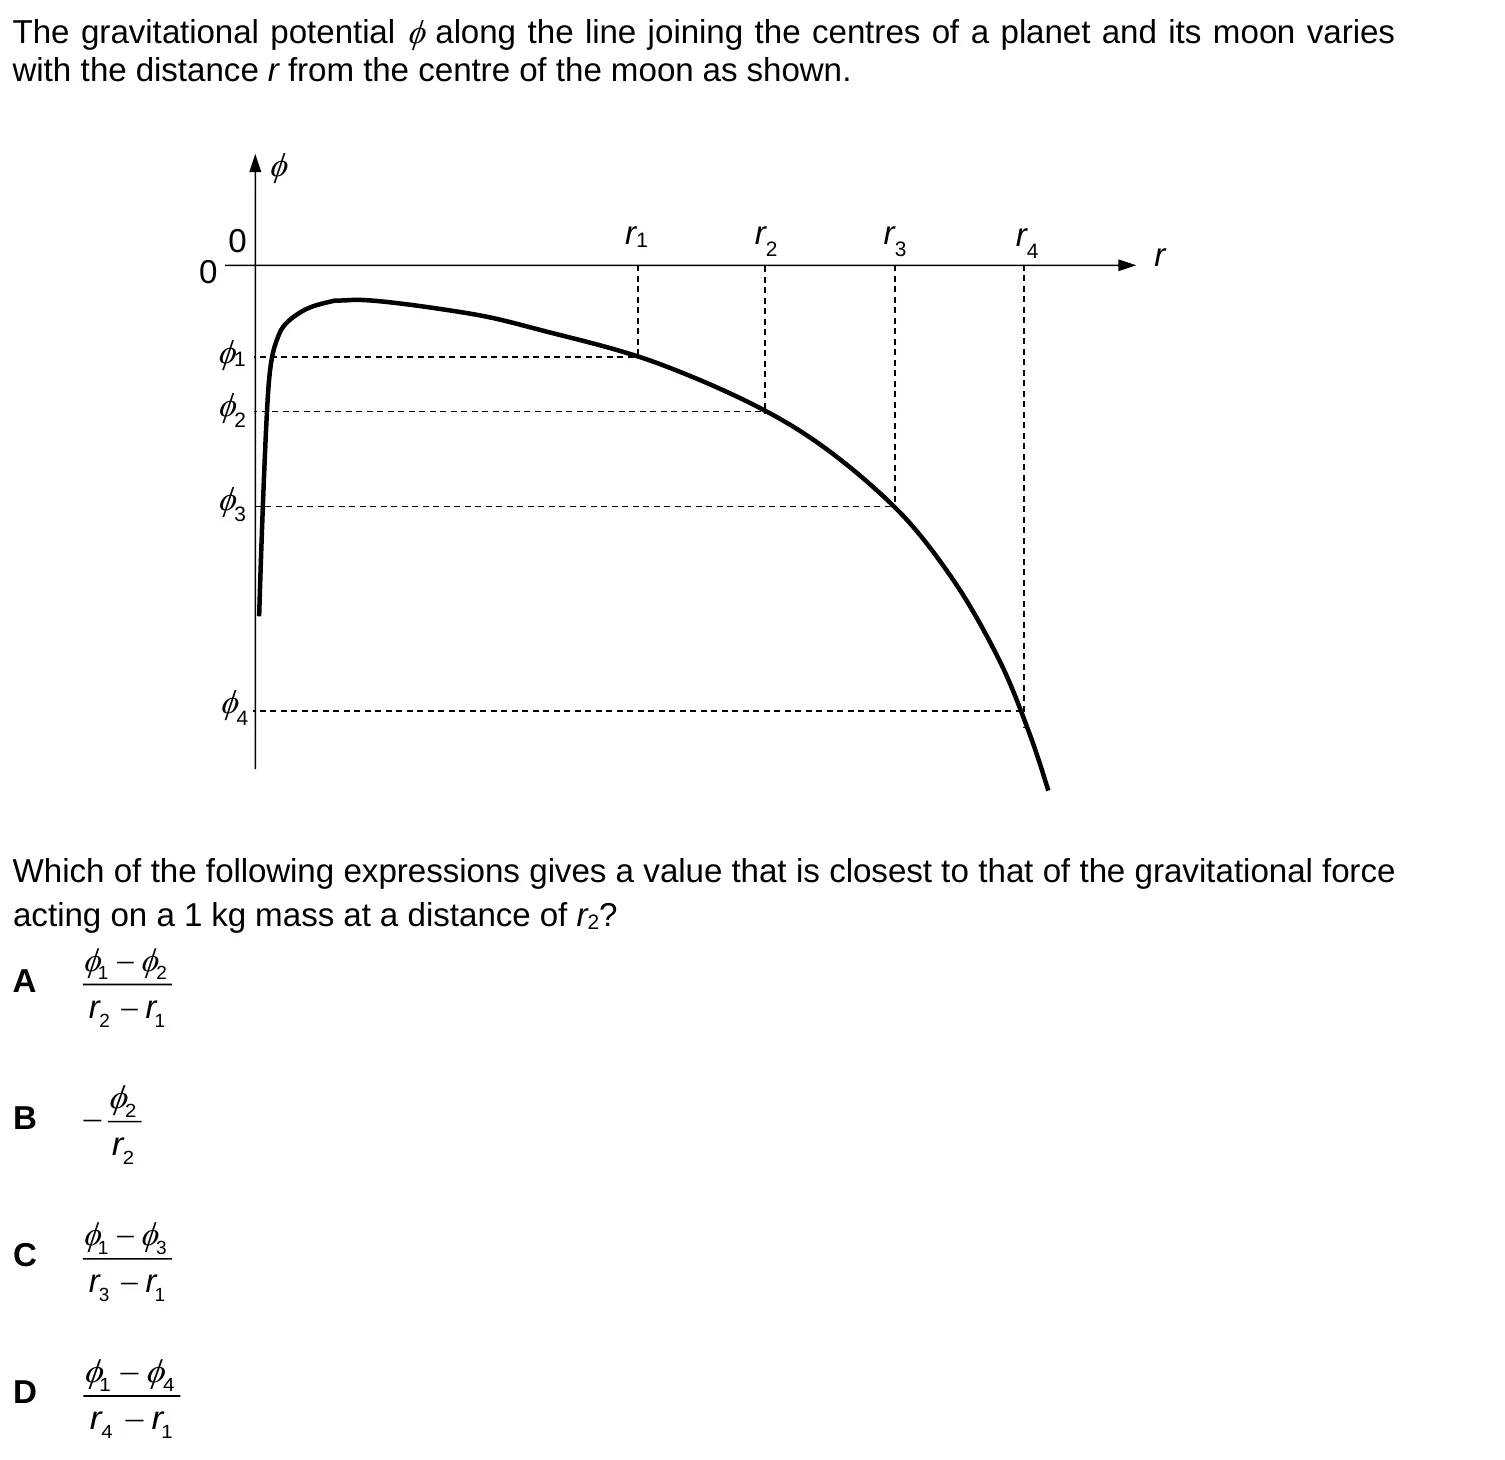 The gravitational potential ϕ along the line joining the centres of a planet and its moon varies
with the distance r from the centre of the moon as shown.
ϕ
0
r1
r2
r3
r4
r
0
ϕ1
ϕ2
ϕ3
ϕ4
Which of the following expressions gives a value that is closest to that of the gravitational force
acting on a 1 kg mass at a distance of r2?
A
ϕ1 − ϕ2
r2 − r1
B
− ϕ2
r2
C
ϕ1 − ϕ3
r3 − r1
D
ϕ1 − ϕ4
r4 − r1